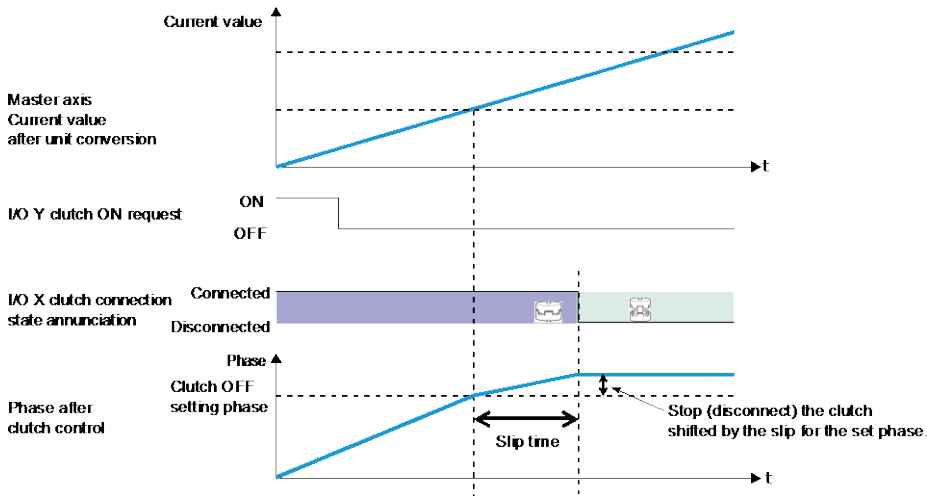 Current value
Master axis
Current value
after unit conversion
t
I/O Y clutch ON request
ON
OFF
I/O X clutch connection
state annunciation
Connected
Disconnected
Phase
Clutch OFF
setting phase
Phase after
clutch control
Slip time
Stop (disconnect) the clutch
shifted by the slip for the set phase.
t